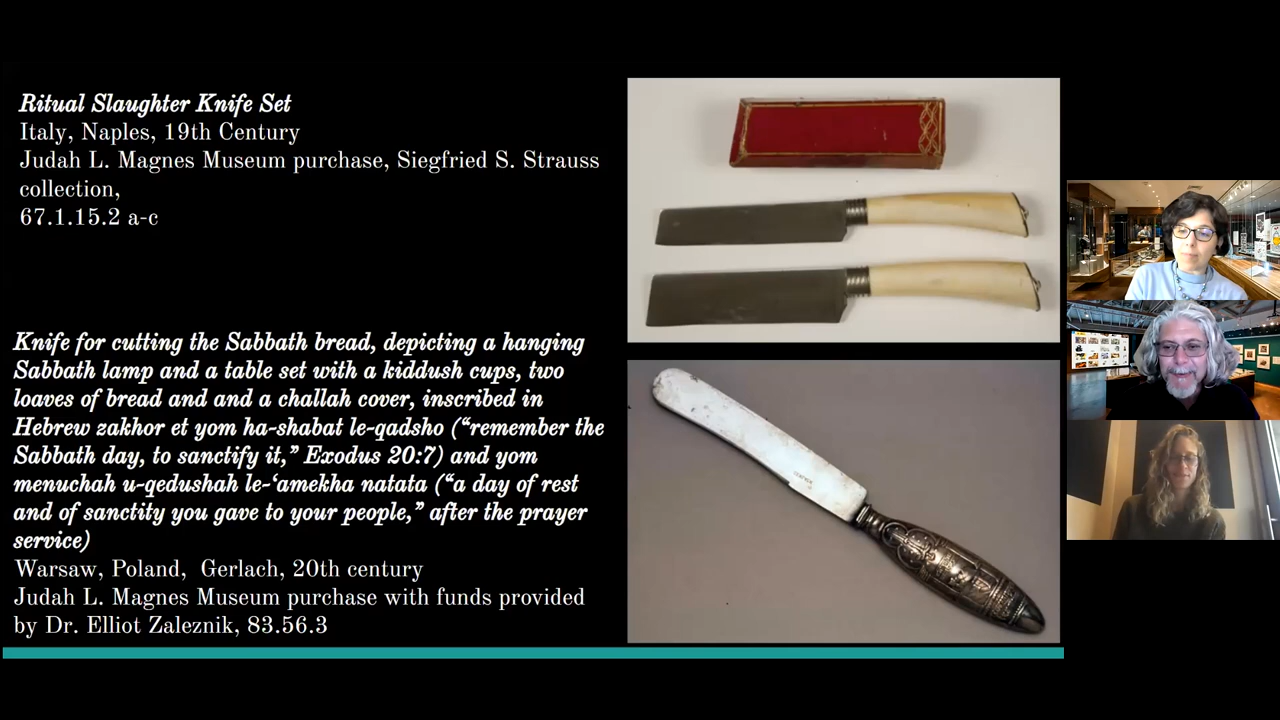 Ritual Slaughter Knife Set
Italy, Naples, 19th Century
Judah L. Magnes Museum purchase, Siegfried S. Strauss
collection,
67.1.15.2 a-c
Knife for cutting the Sabbath bread, depicting a hanging
Sabbath lamp and a table set with a kiddush cups, two
loaves of bread and and a challah cover, inscribed in
Hebrew zakhor et yom ha-shabat le-qadsho (“remember the
Sabbath day, to sanctify it,” Exodus 20:7) and yom
menuchah u-qedushah le-‘amekha natata (“a day of rest
and of sanctity you gave to your people,” after the prayer
service)
Warsaw, Poland,  Gerlach, 20th century
Judah L. Magnes Museum purchase with funds provided
by Dr. Elliot Zaleznik, 83.56.3